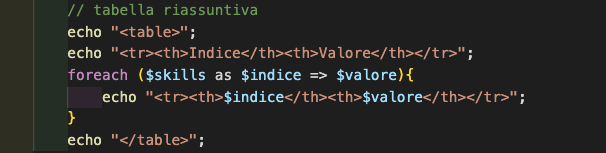 // tabella riassuntiva
echo "<table>";
echo "<tr><th>Indice</th><th>Valore</th></tr>";
foreach ($skills as $indice => $valore){
echo "<tr><th>$indice</th><th>$valore</th></tr>";
}
echo "</table>";